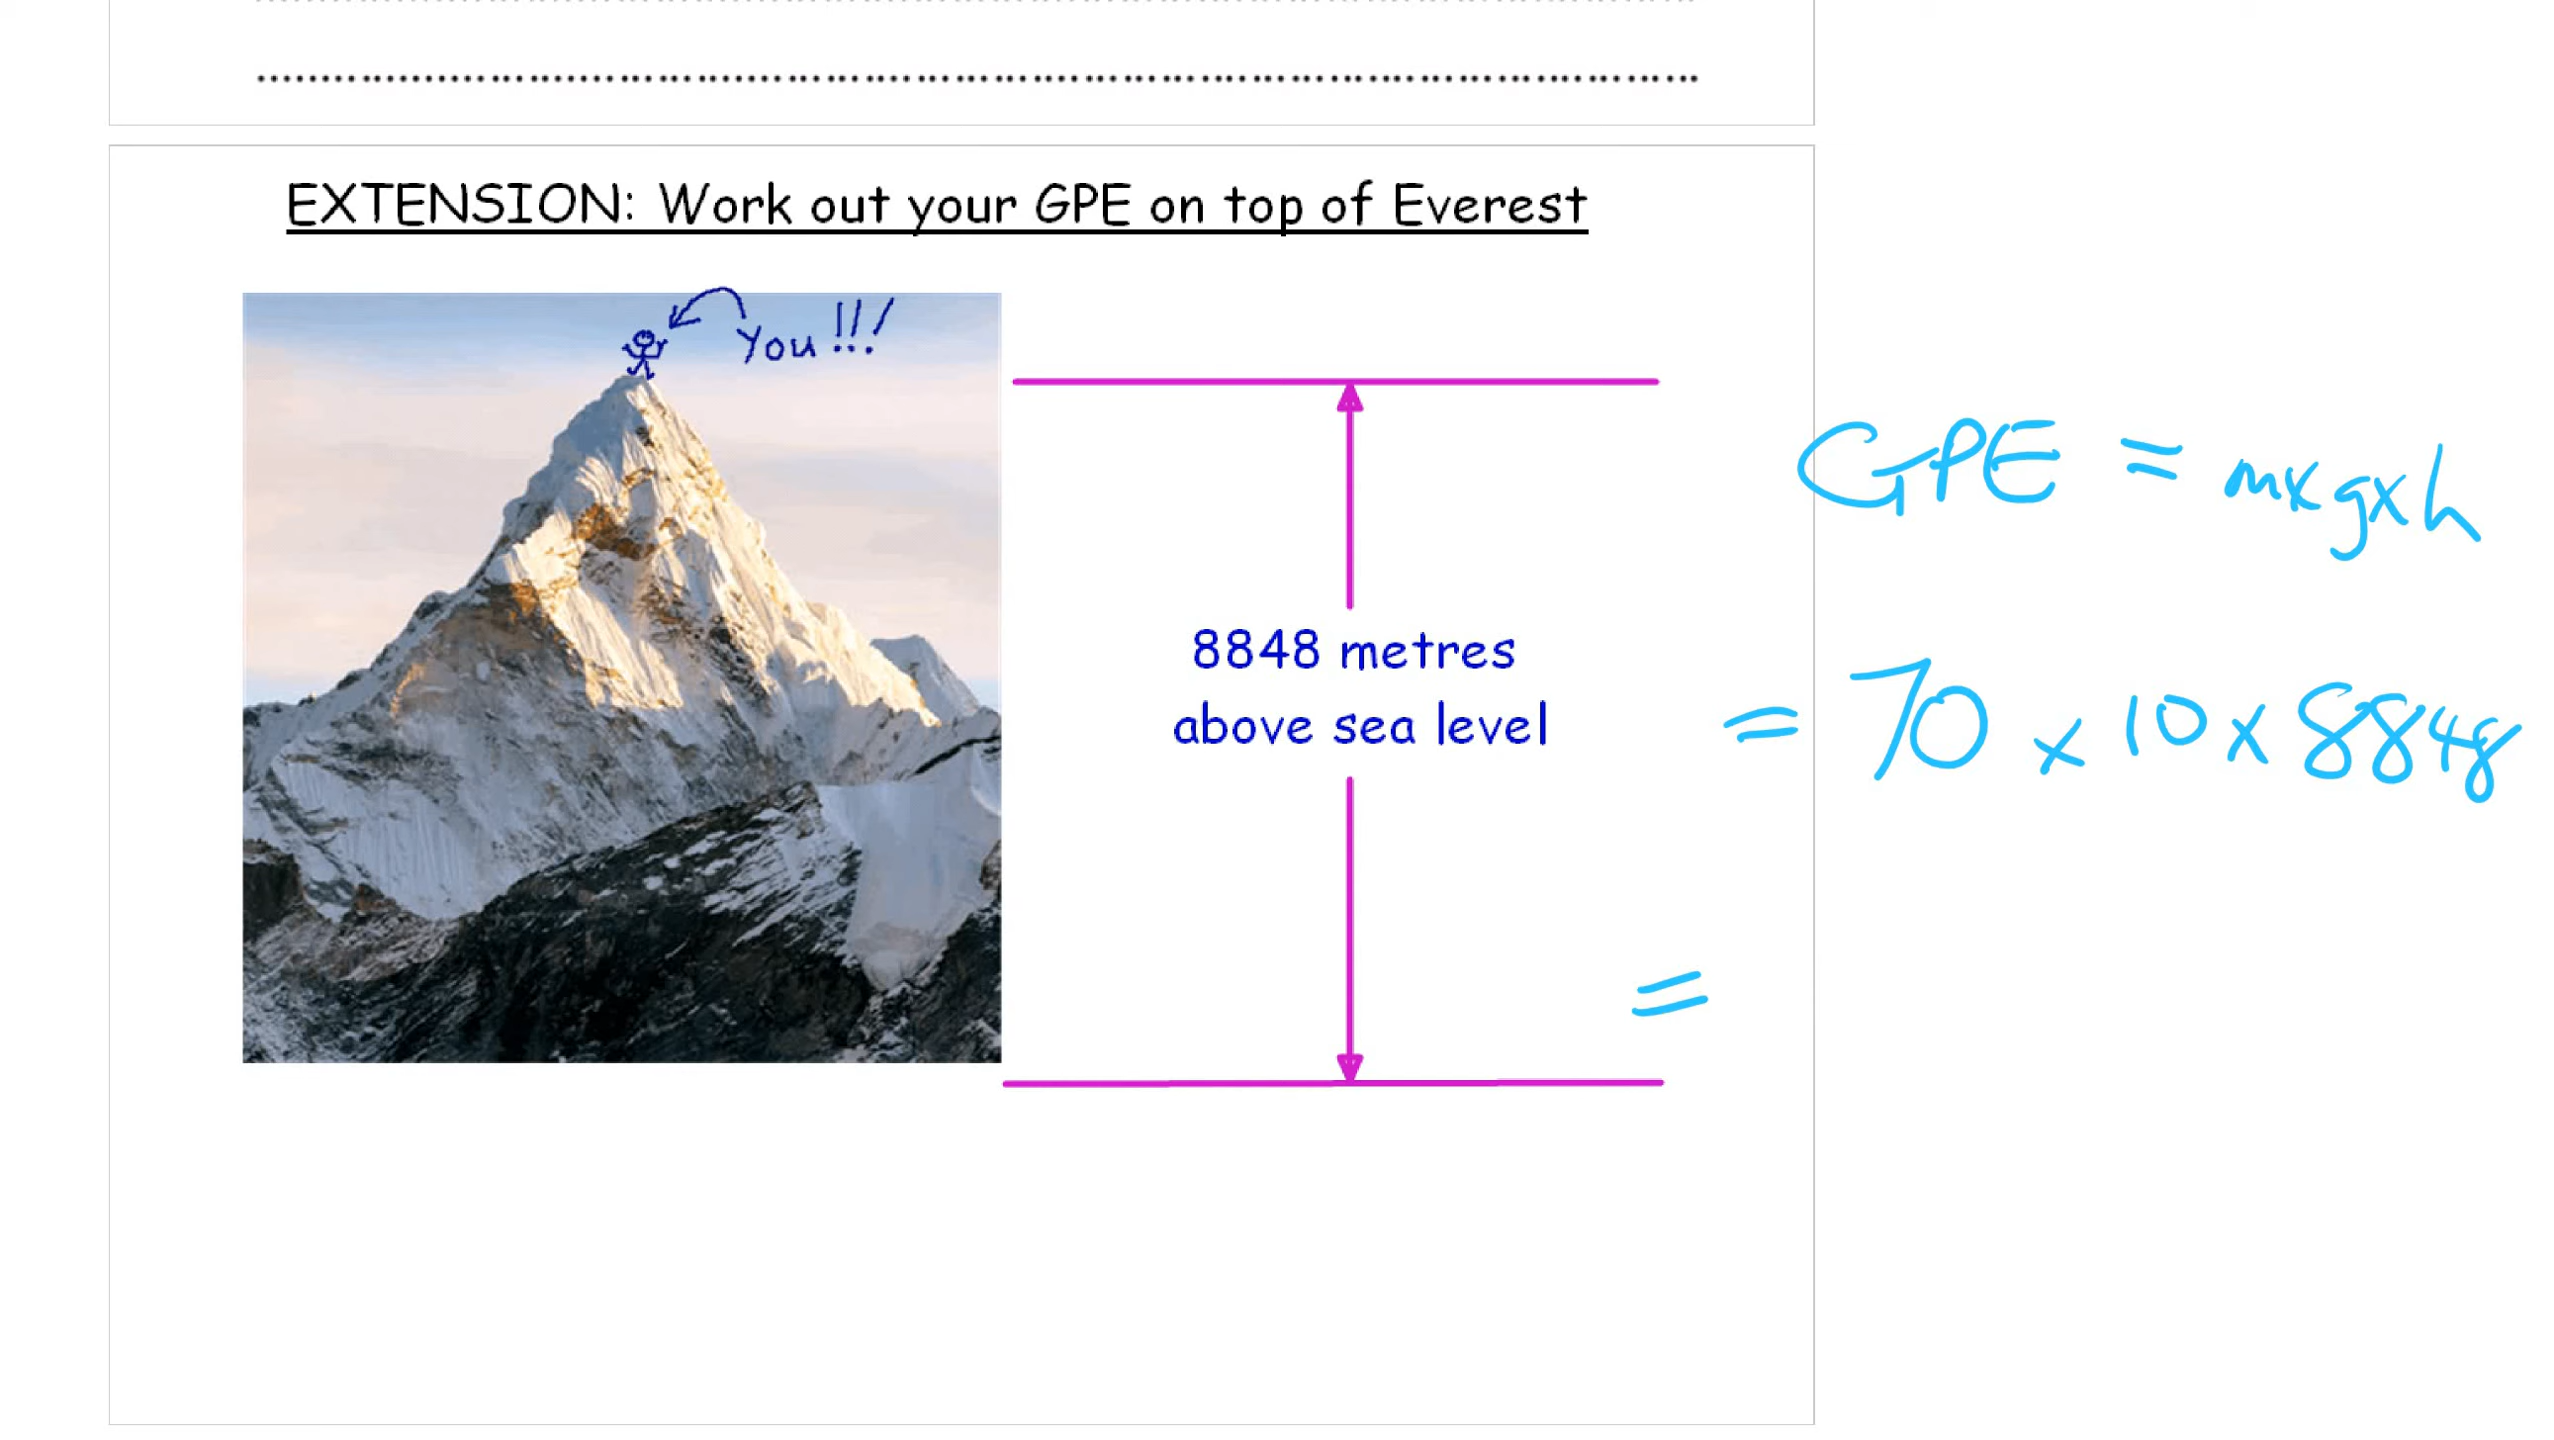 EXTENSION: Work out your GPE on top of Everest
You !!!
8848 metres
above sea level
GPE = m x g x h
= 70 x 10 x 8848
=